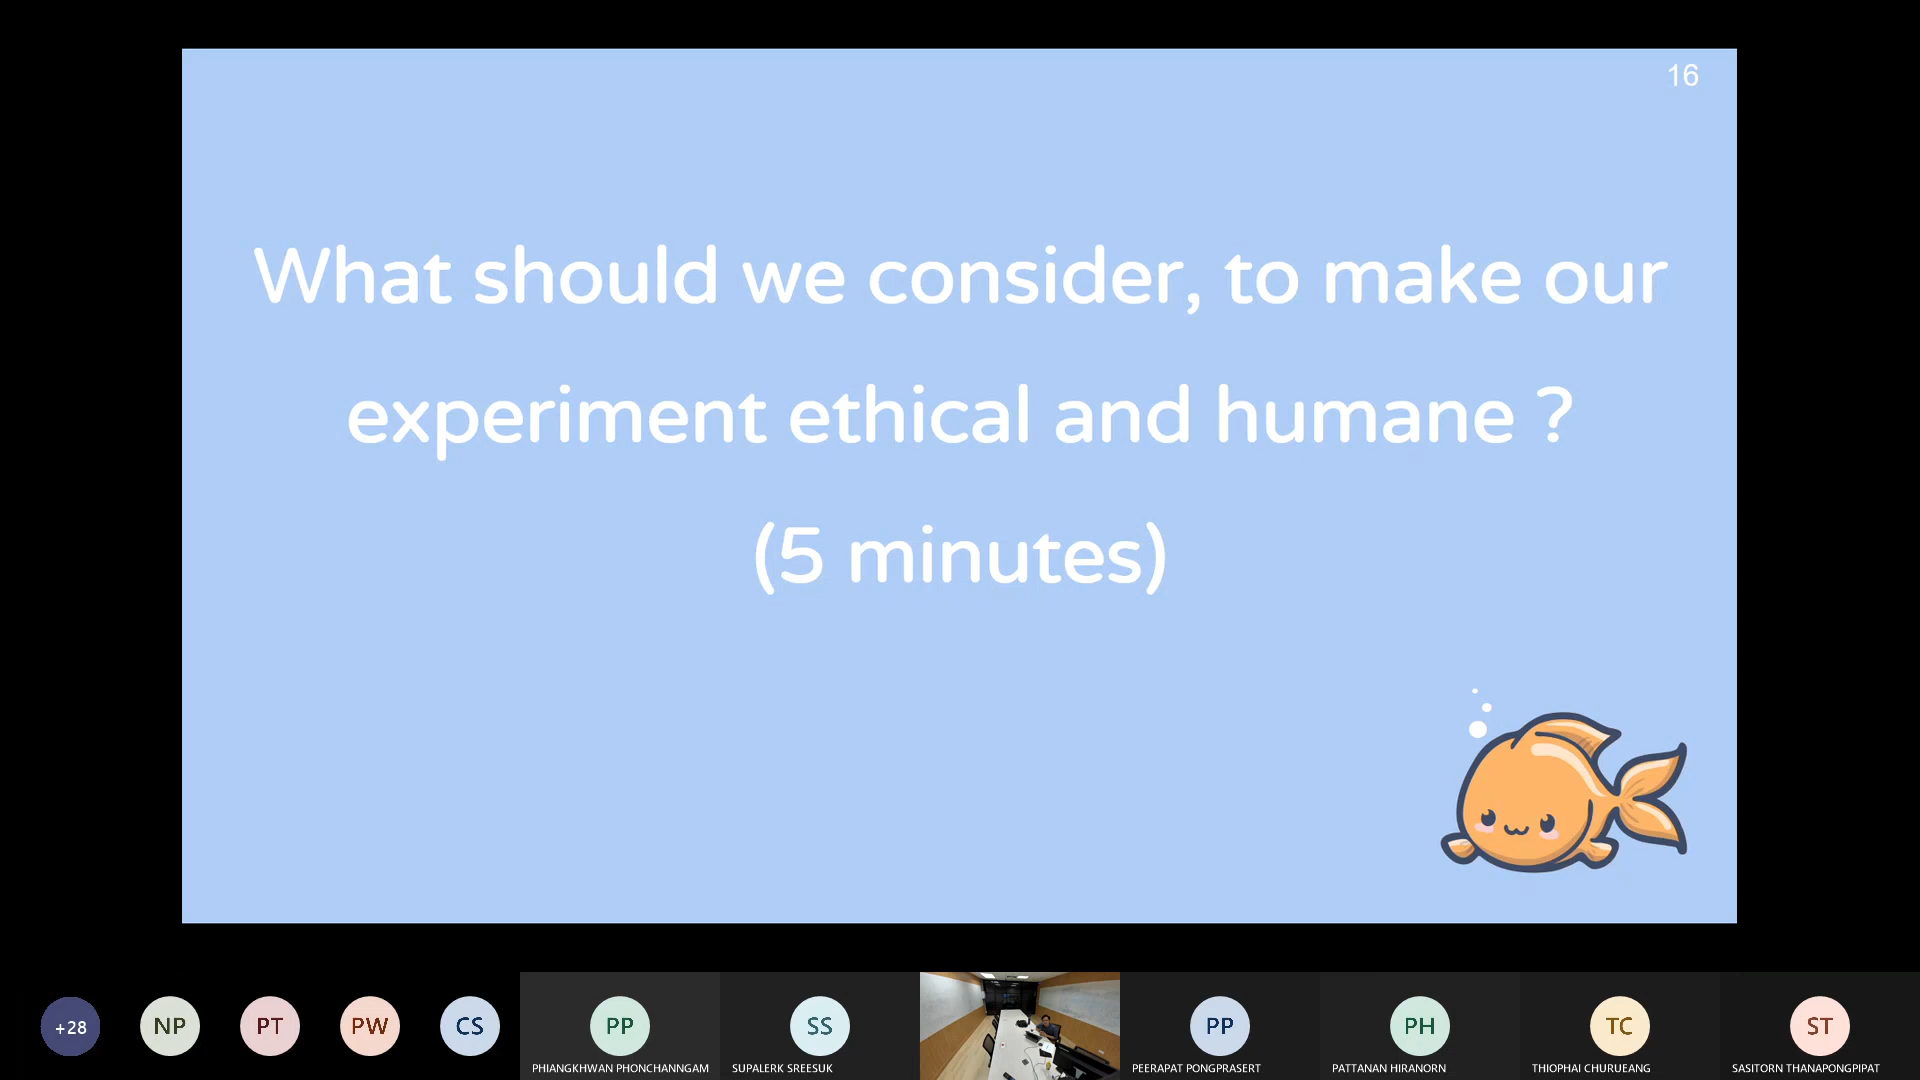 16
What should we consider, to make our
experiment ethical and humane ?
(5 minutes)
+28
NP
PT
PW
CS
PP
SS
PP
PH
TC
ST
PHIANGKHWAN PHONCHANNGAM
SUPALERK SREESUK
PEERAPAT PONGPRASERT
PATTANAN HIRANORN
THIOPHAI CHURUEANG
SASITORN THANAPONGPIPAT